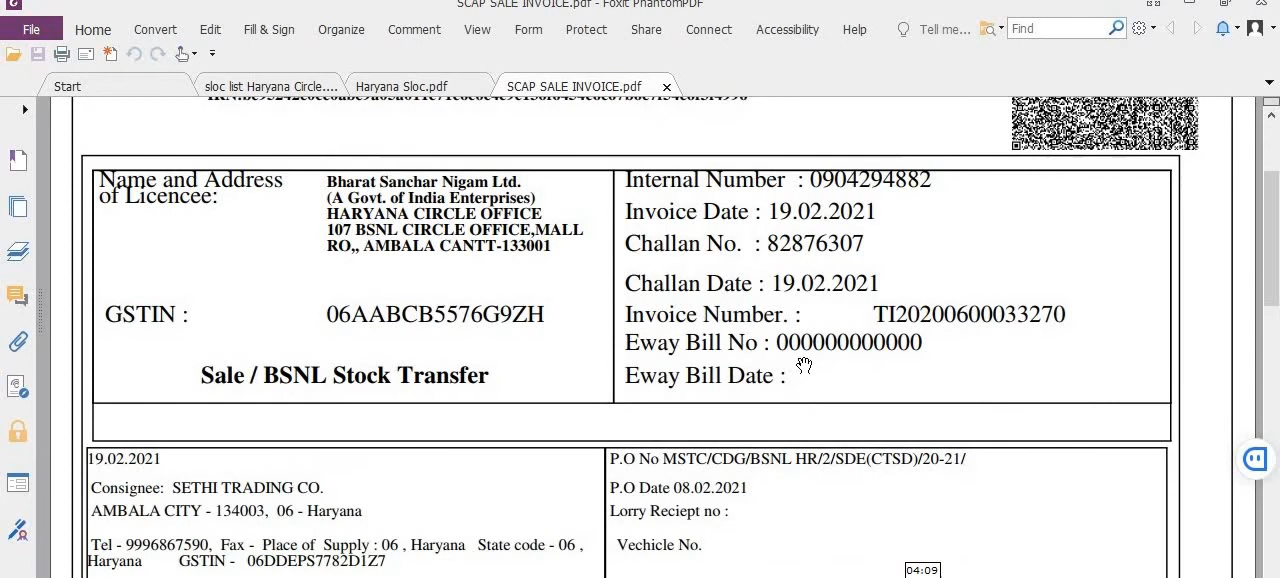 SCAP SALE INVOICE.pdf - Foxit PhantomPDF
File Home Convert Edit Fill & Sign Organize Comment View Form Protect Share Connect Accessibility Help Tell me... Find
Start sloc list Haryana Circle.... Haryana Sloc.pdf SCAP SALE INVOICE.pdf
Name and Address
of Licencee:
Bharat Sanchar Nigam Ltd.
(A Govt. of India Enterprises)
HARYANA CIRCLE OFFICE
107 BSNL CIRCLE OFFICE,MALL
RO,, AMBALA CANTT-133001
GSTIN : 06AABCB5576G9ZH
Sale / BSNL Stock Transfer
Internal Number : 0904294882
Invoice Date : 19.02.2021
Challan No. : 82876307
Challan Date : 19.02.2021
Invoice Number. : TI20200600033270
Eway Bill No : 000000000000
Eway Bill Date :
19.02.2021
Consignee: SETHI TRADING CO.
AMBALA CITY - 134003, 06 - Haryana
Tel - 9996867590, Fax - Place of Supply : 06 , Haryana State code - 06 ,
Haryana GSTIN - 06DDEPS7782D1Z7
P.O No MSTC/CDG/BSNL HR/2/SDE(CTSD)/20-21/
P.O Date 08.02.2021
Lorry Reciept no :
Vechicle No.
04:09